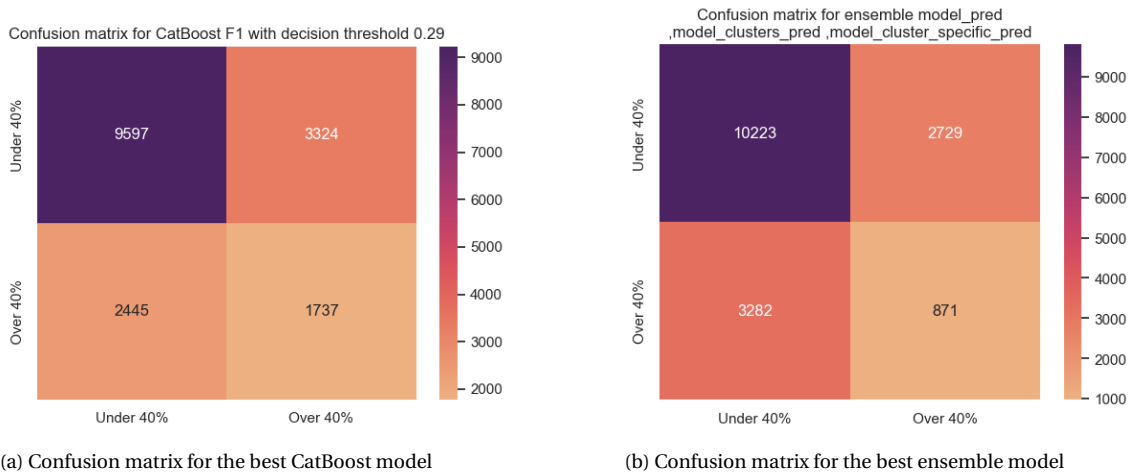 Confusion matrix for CatBoost F1 with decision threshold 0.29
Under 40%
Over 40%
9597
3324
2445
1737
Under 40%
Over 40%
9000
8000
7000
6000
5000
4000
3000
2000
(a) Confusion matrix for the best CatBoost model
Confusion matrix for ensemble model_pred
,model_clusters_pred ,model_cluster_specific_pred
Under 40%
Over 40%
10223
2729
3282
871
Under 40%
Over 40%
9000
8000
7000
6000
5000
4000
3000
2000
1000
(b) Confusion matrix for the best ensemble model